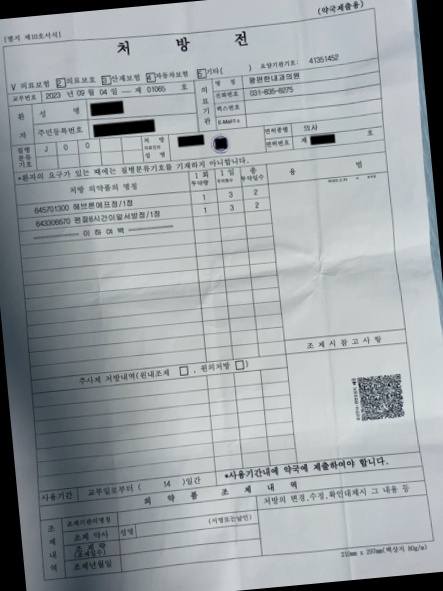 (약국제출용)
[별지 제10호서식]
처 방 전
V 의료보험 2 의료보호 3 산재보험 4 자동차보험 5 기타( ) 요양기관기호: 41351452
교부번호 2023 년 09 월 04 일 — 제 01065 호
의료기관
명 칭 왕편한내과의원
전화번호 031-835-8275
팩스번호
E-Mail주소
환자
성 명
주민등록번호
질병분류기호 J 0 0
처 방 의료인의 성 명
면허종별 의사
면허번호 제 호
*환자의 요구가 있는 때에는 질병분류기호를 기재하지 아니합니다.
처방 의약품의 명칭
1 회 투약량
1 일 투여횟수
총 투약일수
용 법
645701300 헤브론에프정/1정 1 3 2
643306670 펜잘8시간이알서방정/1정 1 3 2
이 하 여 백
조 제 시 참 고 사 항
주사제 처방내역(원내조제 □ , 원외처방 □ )
사용기간 교부일로부터 ( 14 )일간
*사용기간내에 약국에 제출하여야 합니다.
의 약 품 조 제 내 역
처방의 변경,수정,확인대체시 그 내용 등
조제내역
조제기관의명칭
조제 약사 성명 (서명또는날인)
조 제 량 (조제일수)
조제년월일
210mm x 297mm(백상지 80g/㎡)